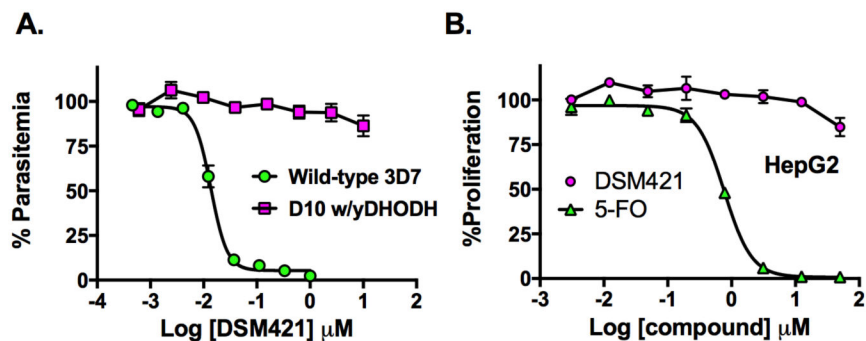 A.
% Parasitemia
100
75
50
25
0
-4 -3 -2 -1 0 1 2
Log [DSM421] μM
Wild-type 3D7
D10 w/yDHODH
B.
%Proliferation
100
75
50
25
0
-3 -2 -1 0 1 2
Log [compound] μM
HepG2
DSM421
5-FO